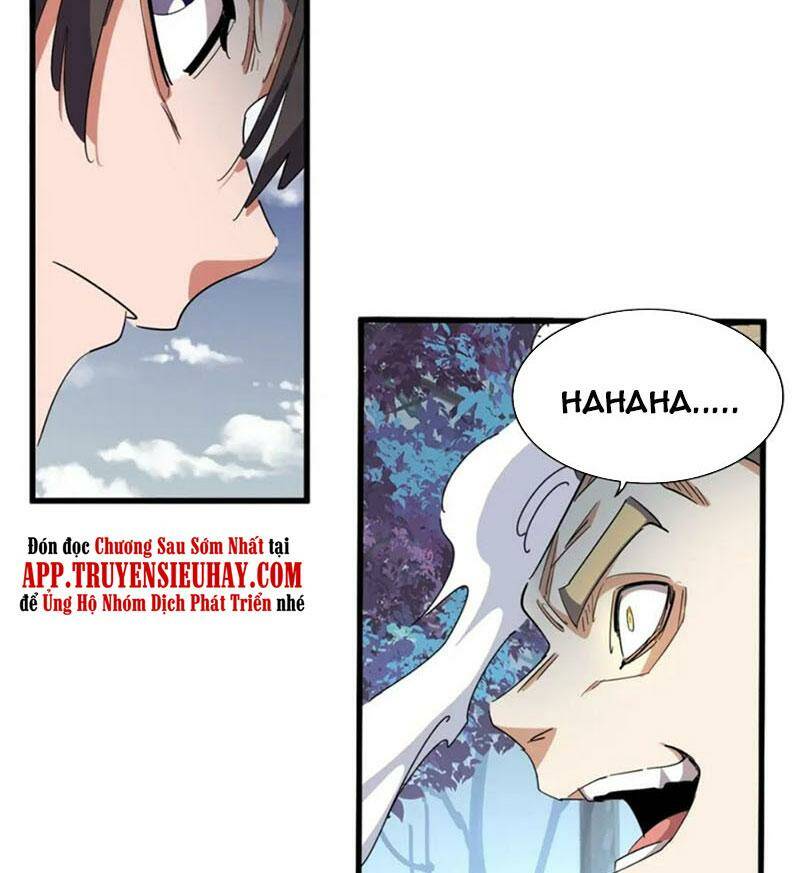 HAHAHA.....
Đón đọc Chương Sau Sớm Nhất tại
APP.TRUYENSIEUHAY.COM
để Ủng Hộ Nhóm Dịch Phát Triển nhé